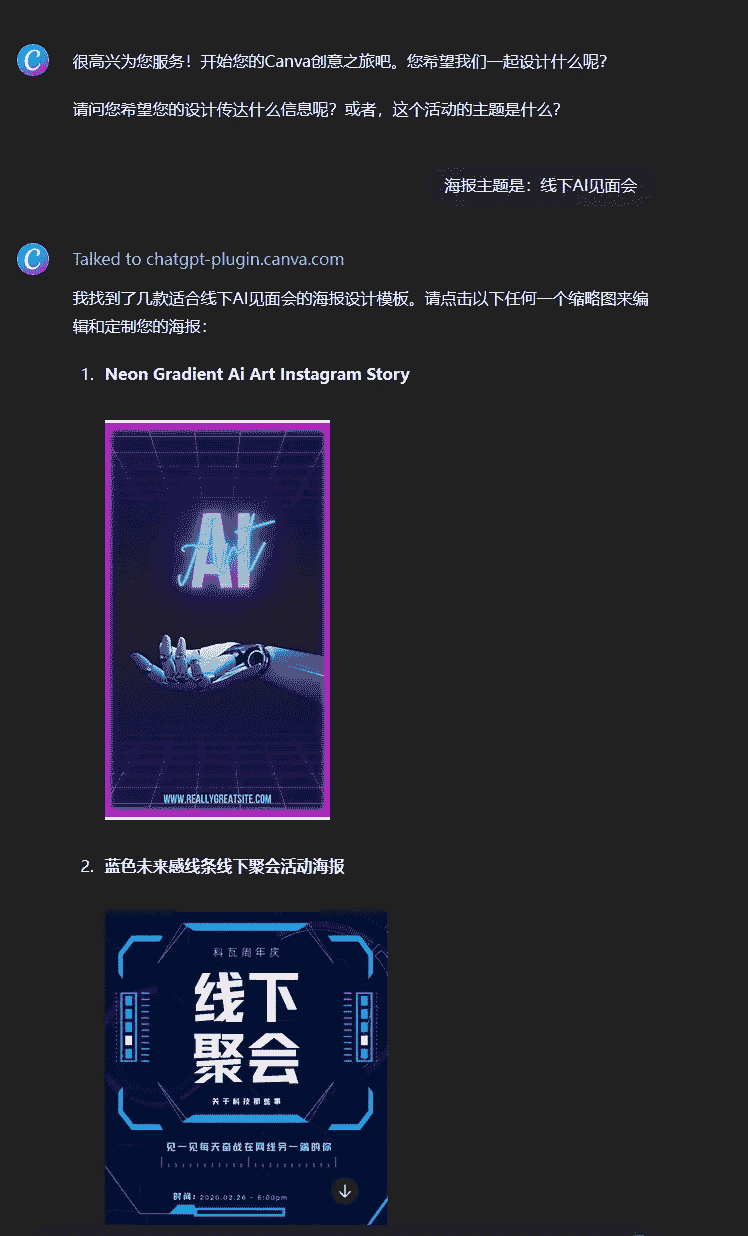 很高兴为您服务！开始您的Canva创意之旅吧。您希望我们一起设计什么呢？
请问您希望您的设计传达什么信息呢？或者，这个活动的主题是什么？
海报主题是：线下AI见面会
Talked to chatgpt-plugin.canva.com
我找到了几款适合线下AI见面会的海报设计模板。请点击以下任何一个缩略图来编
辑和定制您的海报：
1. Neon Gradient Ai Art Instagram Story
AI
Art
WWW.REALLYGREATSITE.COM
2. 蓝色未来感线条线下聚会活动海报
科瓦周年庆
线下
聚会
关于科技那些事
见一见每天奋战在网线另一端的你
时间：2020.02.26 - 6:00pm